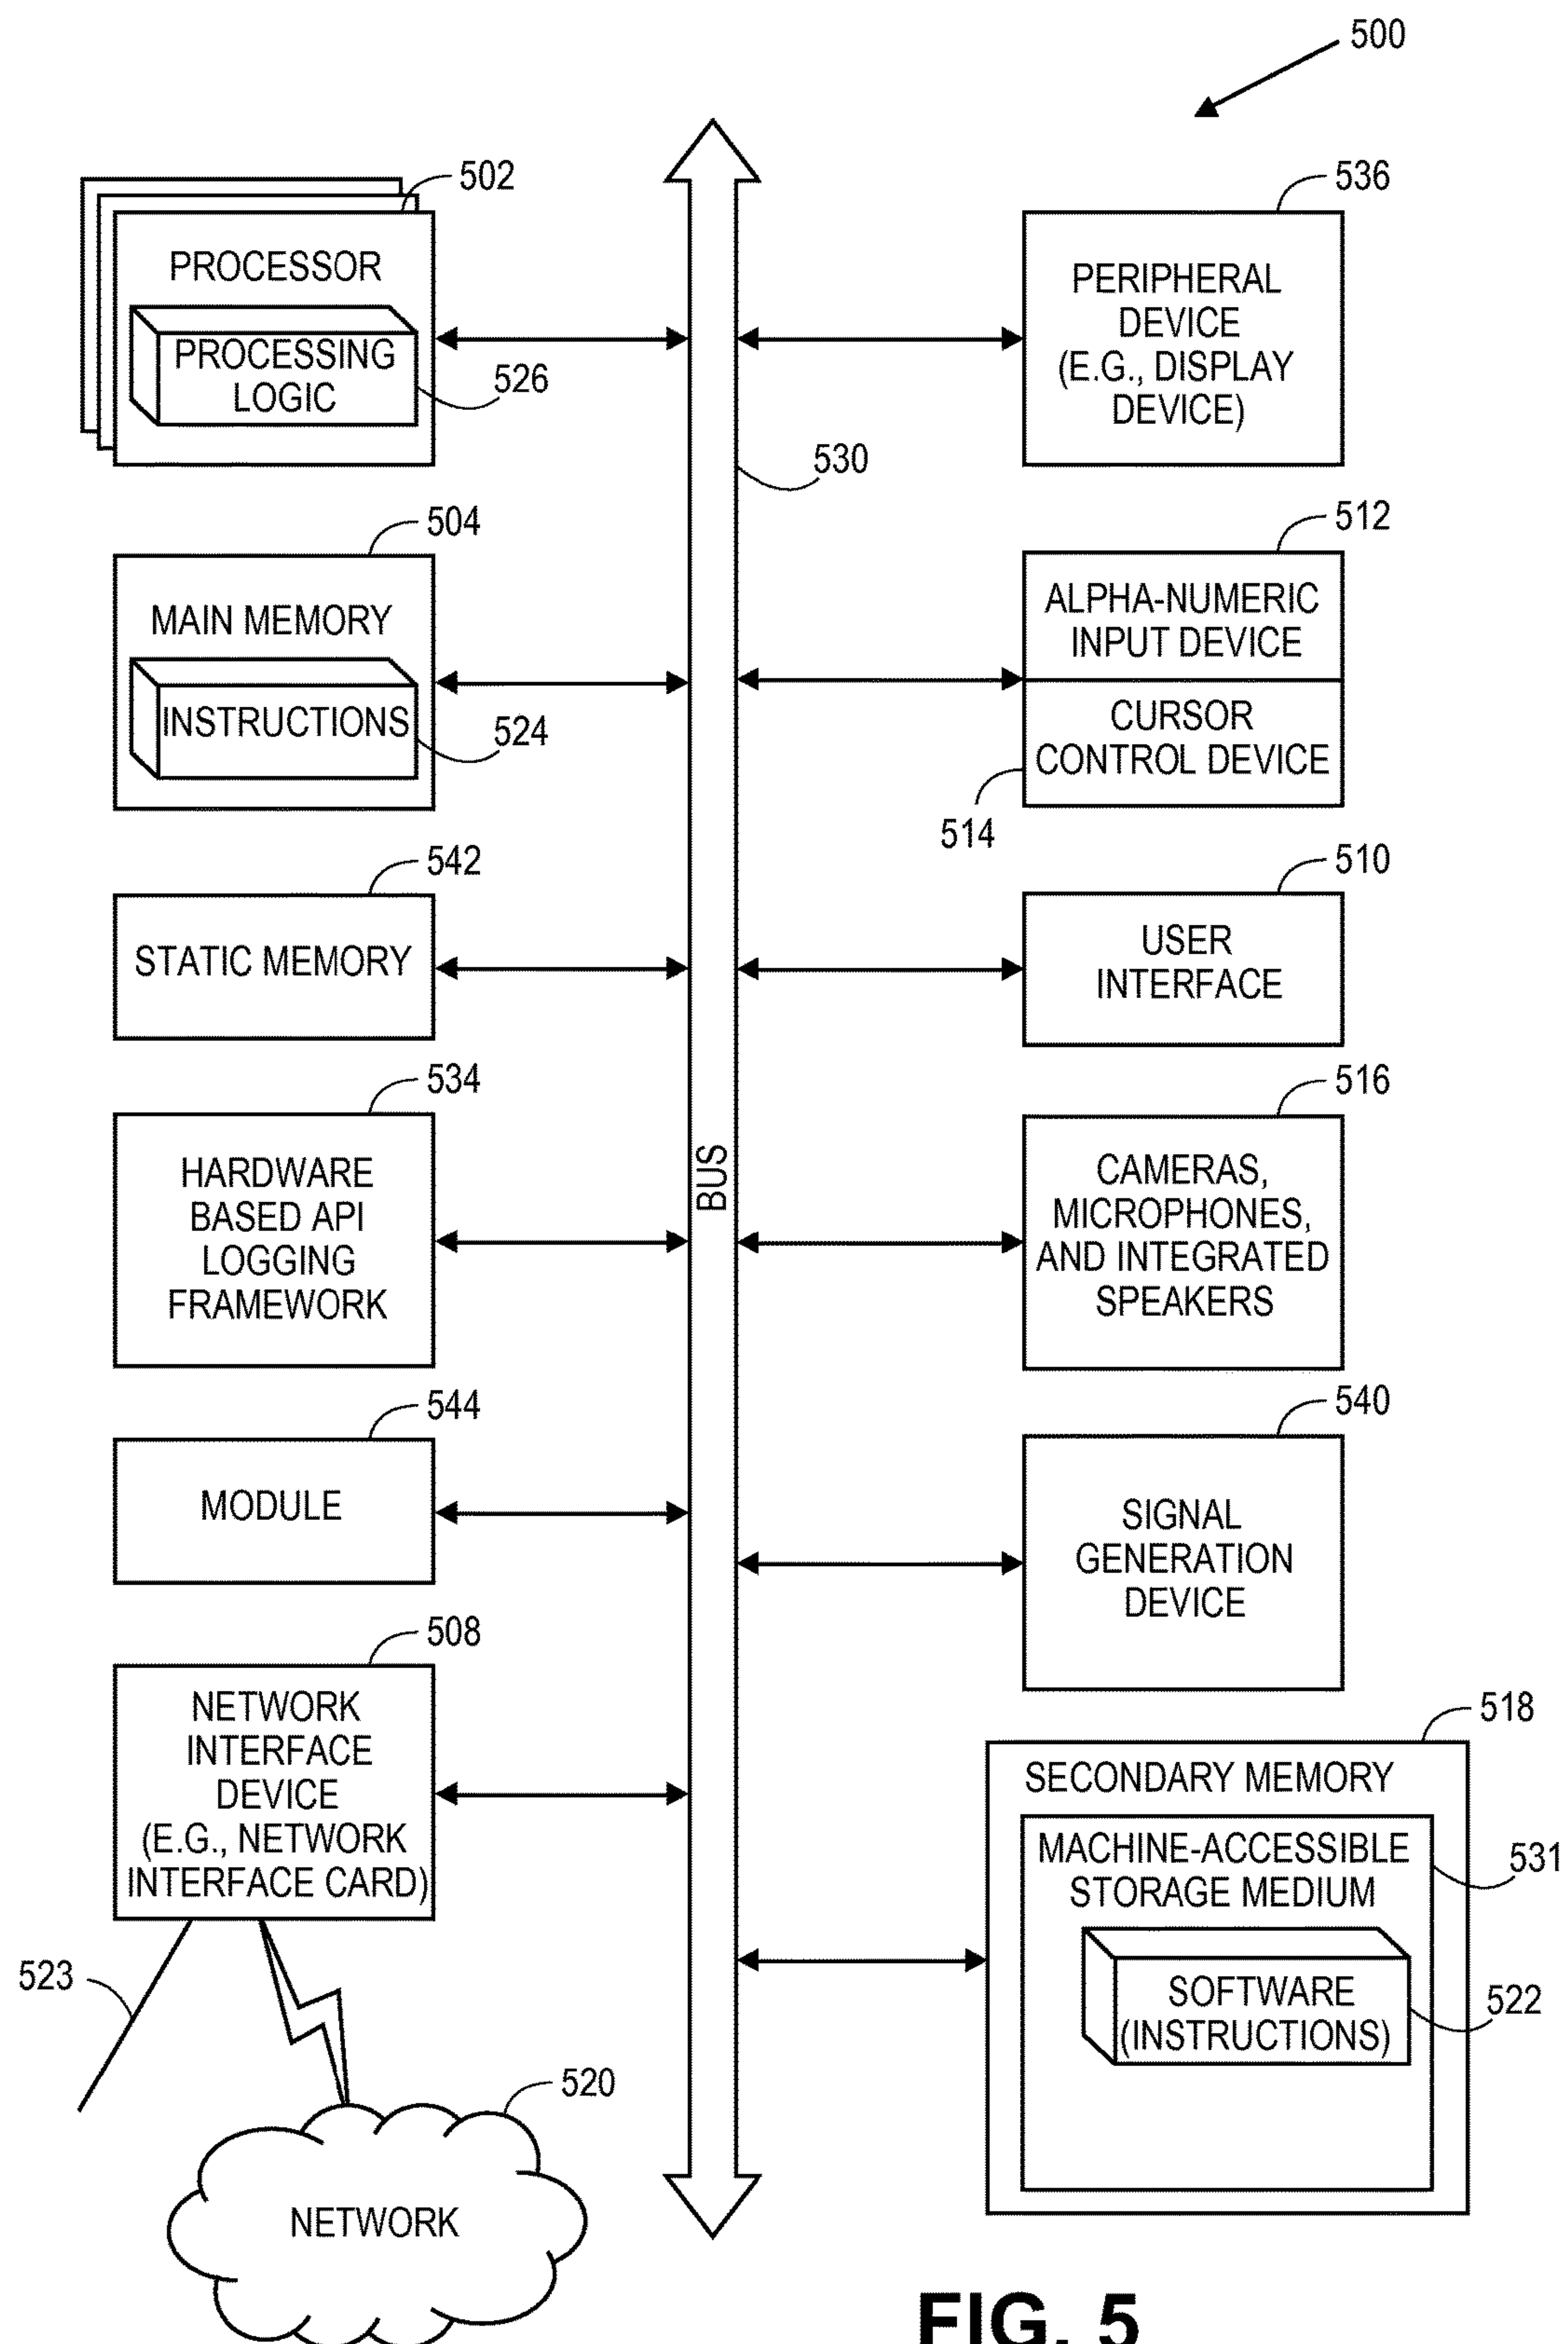 500
502
PROCESSOR
PROCESSING
LOGIC
526
536
PERIPHERAL
DEVICE
(E.G., DISPLAY
DEVICE)
530
504
MAIN MEMORY
INSTRUCTIONS
524
512
ALPHA-NUMERIC
INPUT DEVICE
CURSOR
CONTROL DEVICE
514
542
STATIC MEMORY
510
USER
INTERFACE
534
HARDWARE
BASED API
LOGGING
FRAMEWORK
BUS
516
CAMERAS,
MICROPHONES,
AND INTEGRATED
SPEAKERS
544
MODULE
540
SIGNAL
GENERATION
DEVICE
508
NETWORK
INTERFACE
DEVICE
(E.G., NETWORK
INTERFACE CARD)
518
SECONDARY MEMORY
MACHINE-ACCESSIBLE
STORAGE MEDIUM
531
SOFTWARE
(INSTRUCTIONS)
522
523
520
NETWORK
FIG. 5